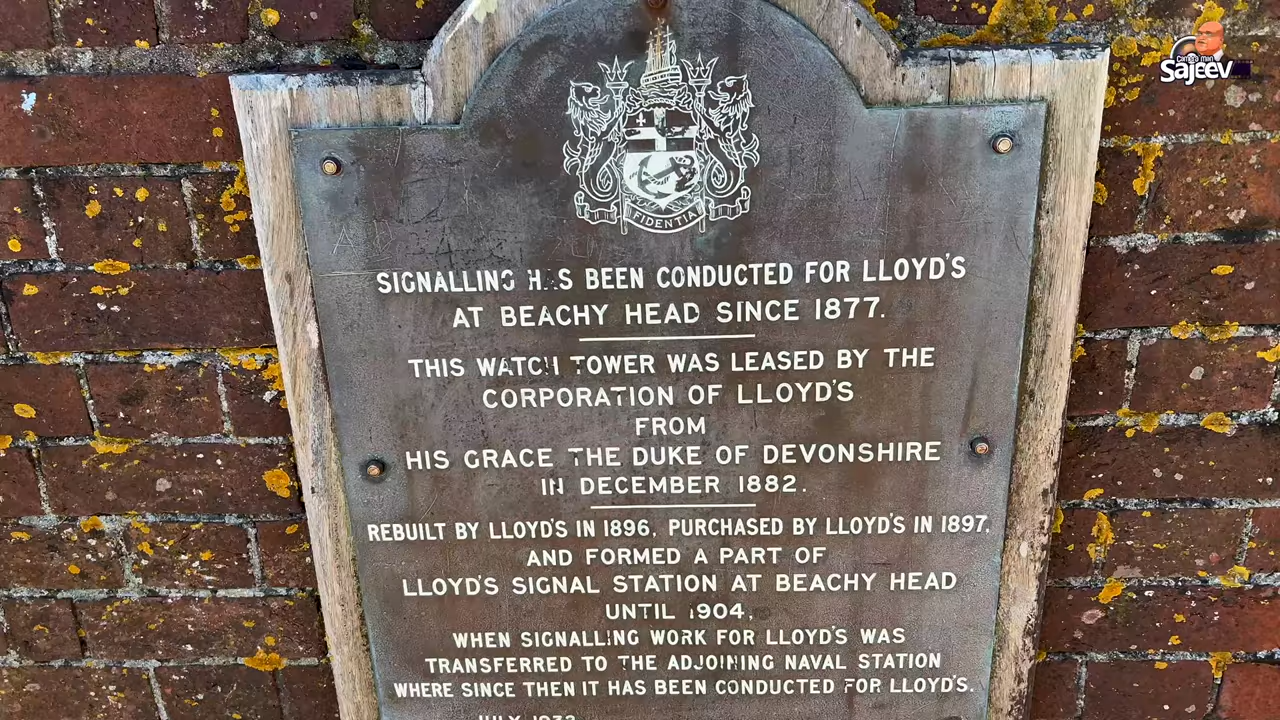 Camera man
Sajeev
FIDENTIA
SIGNALLING HAS BEEN CONDUCTED FOR LLOYD'S
AT BEACHY HEAD SINCE 1877.
THIS WATCH TOWER WAS LEASED BY THE
CORPORATION OF LLOYD'S
FROM
HIS GRACE THE DUKE OF DEVONSHIRE
IN DECEMBER 1882.
REBUILT BY LLOYD'S IN 1896, PURCHASED BY LLOYD'S IN 1897,
AND FORMED A PART OF
LLOYD'S SIGNAL STATION AT BEACHY HEAD
UNTIL 1904,
WHEN SIGNALLING WORK FOR LLOYD'S WAS
TRANSFERRED TO THE ADJOINING NAVAL STATION
WHERE SINCE THEN IT HAS BEEN CONDUCTED FOR LLOYD'S.
JULY 1932